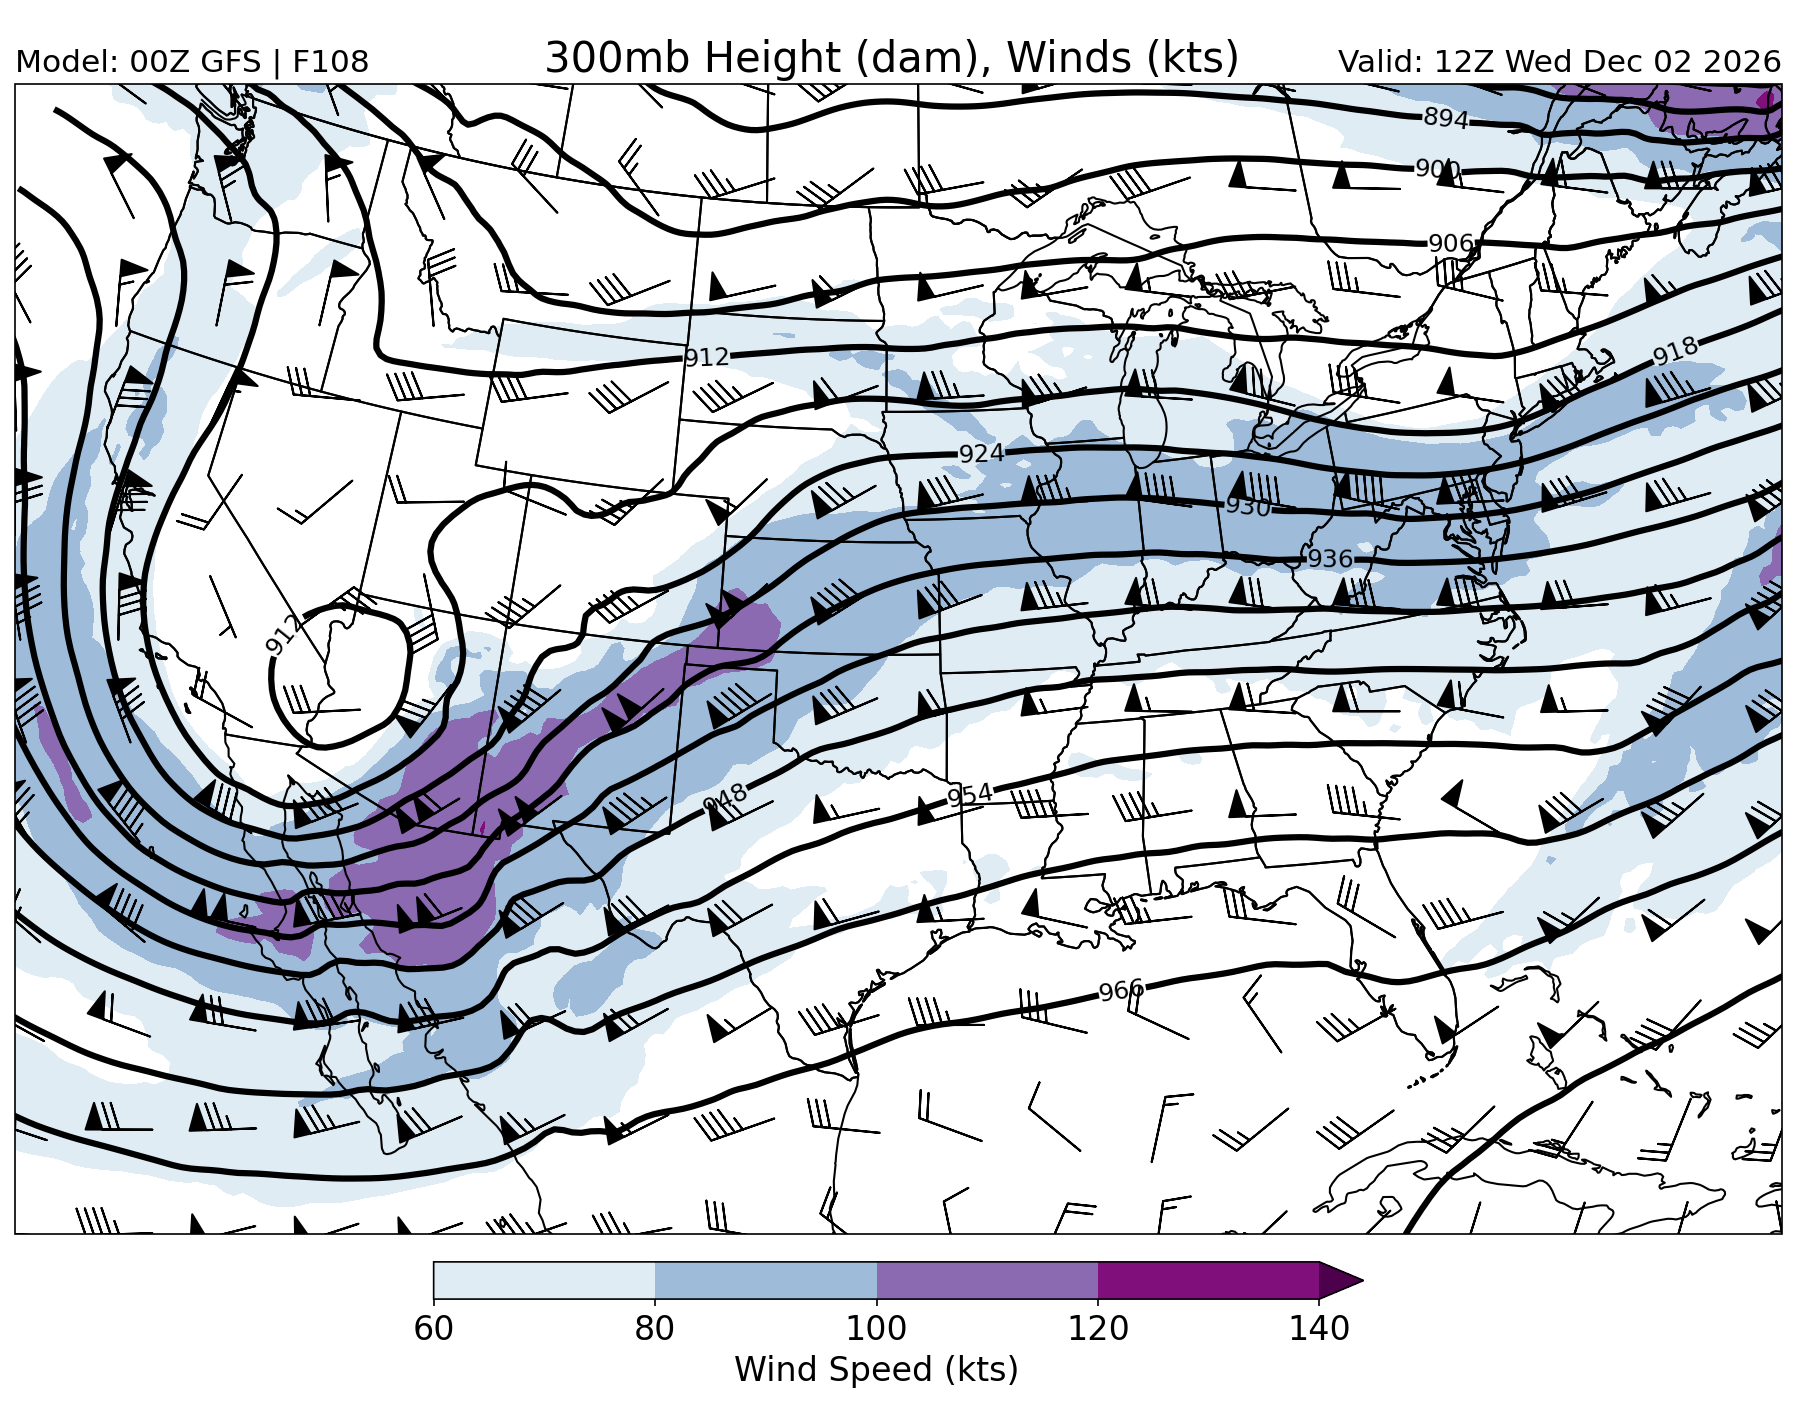 Model: 00Z GFS | F108
300mb Height (dam), Winds (kts)
Valid: 12Z Wed Dec 02 2026
894
900
906
918
912
924
930
936
912
948
954
966
60 80 100 120 140
Wind Speed (kts)